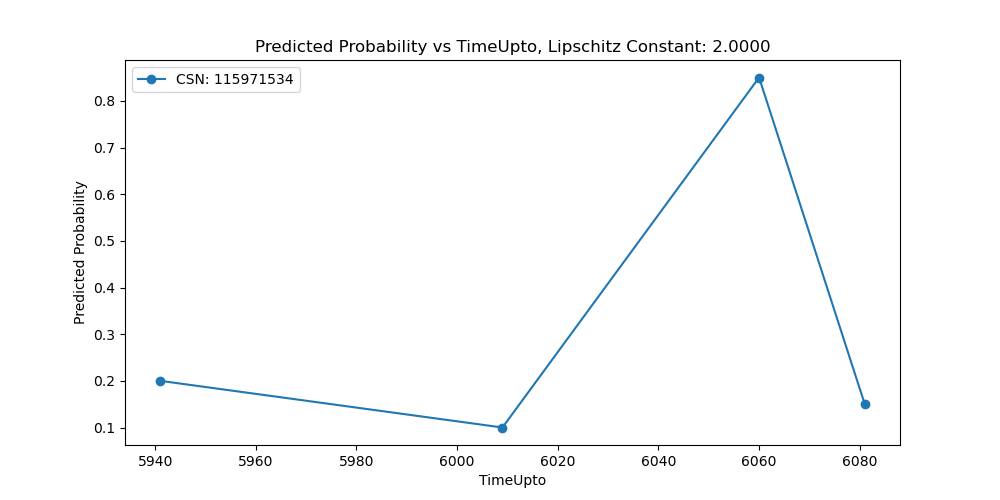 Predicted Probability vs TimeUpto, Lipschitz Constant: 2.0000
CSN: 115971534
Predicted Probability
0.8
0.7
0.6
0.5
0.4
0.3
0.2
0.1
5940 5960 5980 6000 6020 6040 6060 6080
TimeUpto